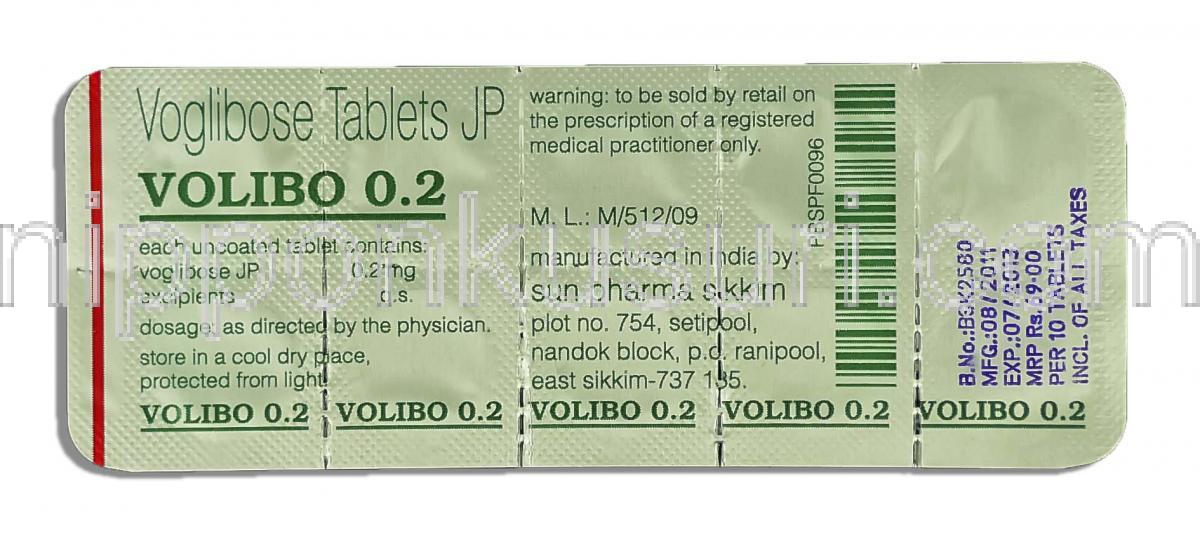 Voglibose Tablets JP
VOLIBO 0.2
each uncoated tablet contains:
voglibose JP 0.2 mg
excipients q.s.
dosage: as directed by the physician.
store in a cool dry place,
protected from light.
warning: to be sold by retail on
the prescription of a registered
medical practitioner only.
M. L.: M/512/09
manufactured in india by:
sun pharma sikkim
plot no. 754, setipool,
nandok block, p.o. ranipool,
east sikkim-737 135.
PBSPF0096
B.No.:BSK2580
MFG.:08/2011
EXP.:07/2013
MRP Rs.69-00
PER 10 TABLETS
INCL. OF ALL TAXES
VOLIBO 0.2 VOLIBO 0.2 VOLIBO 0.2 VOLIBO 0.2 VOLIBO 0.2
nipponkusuri.com